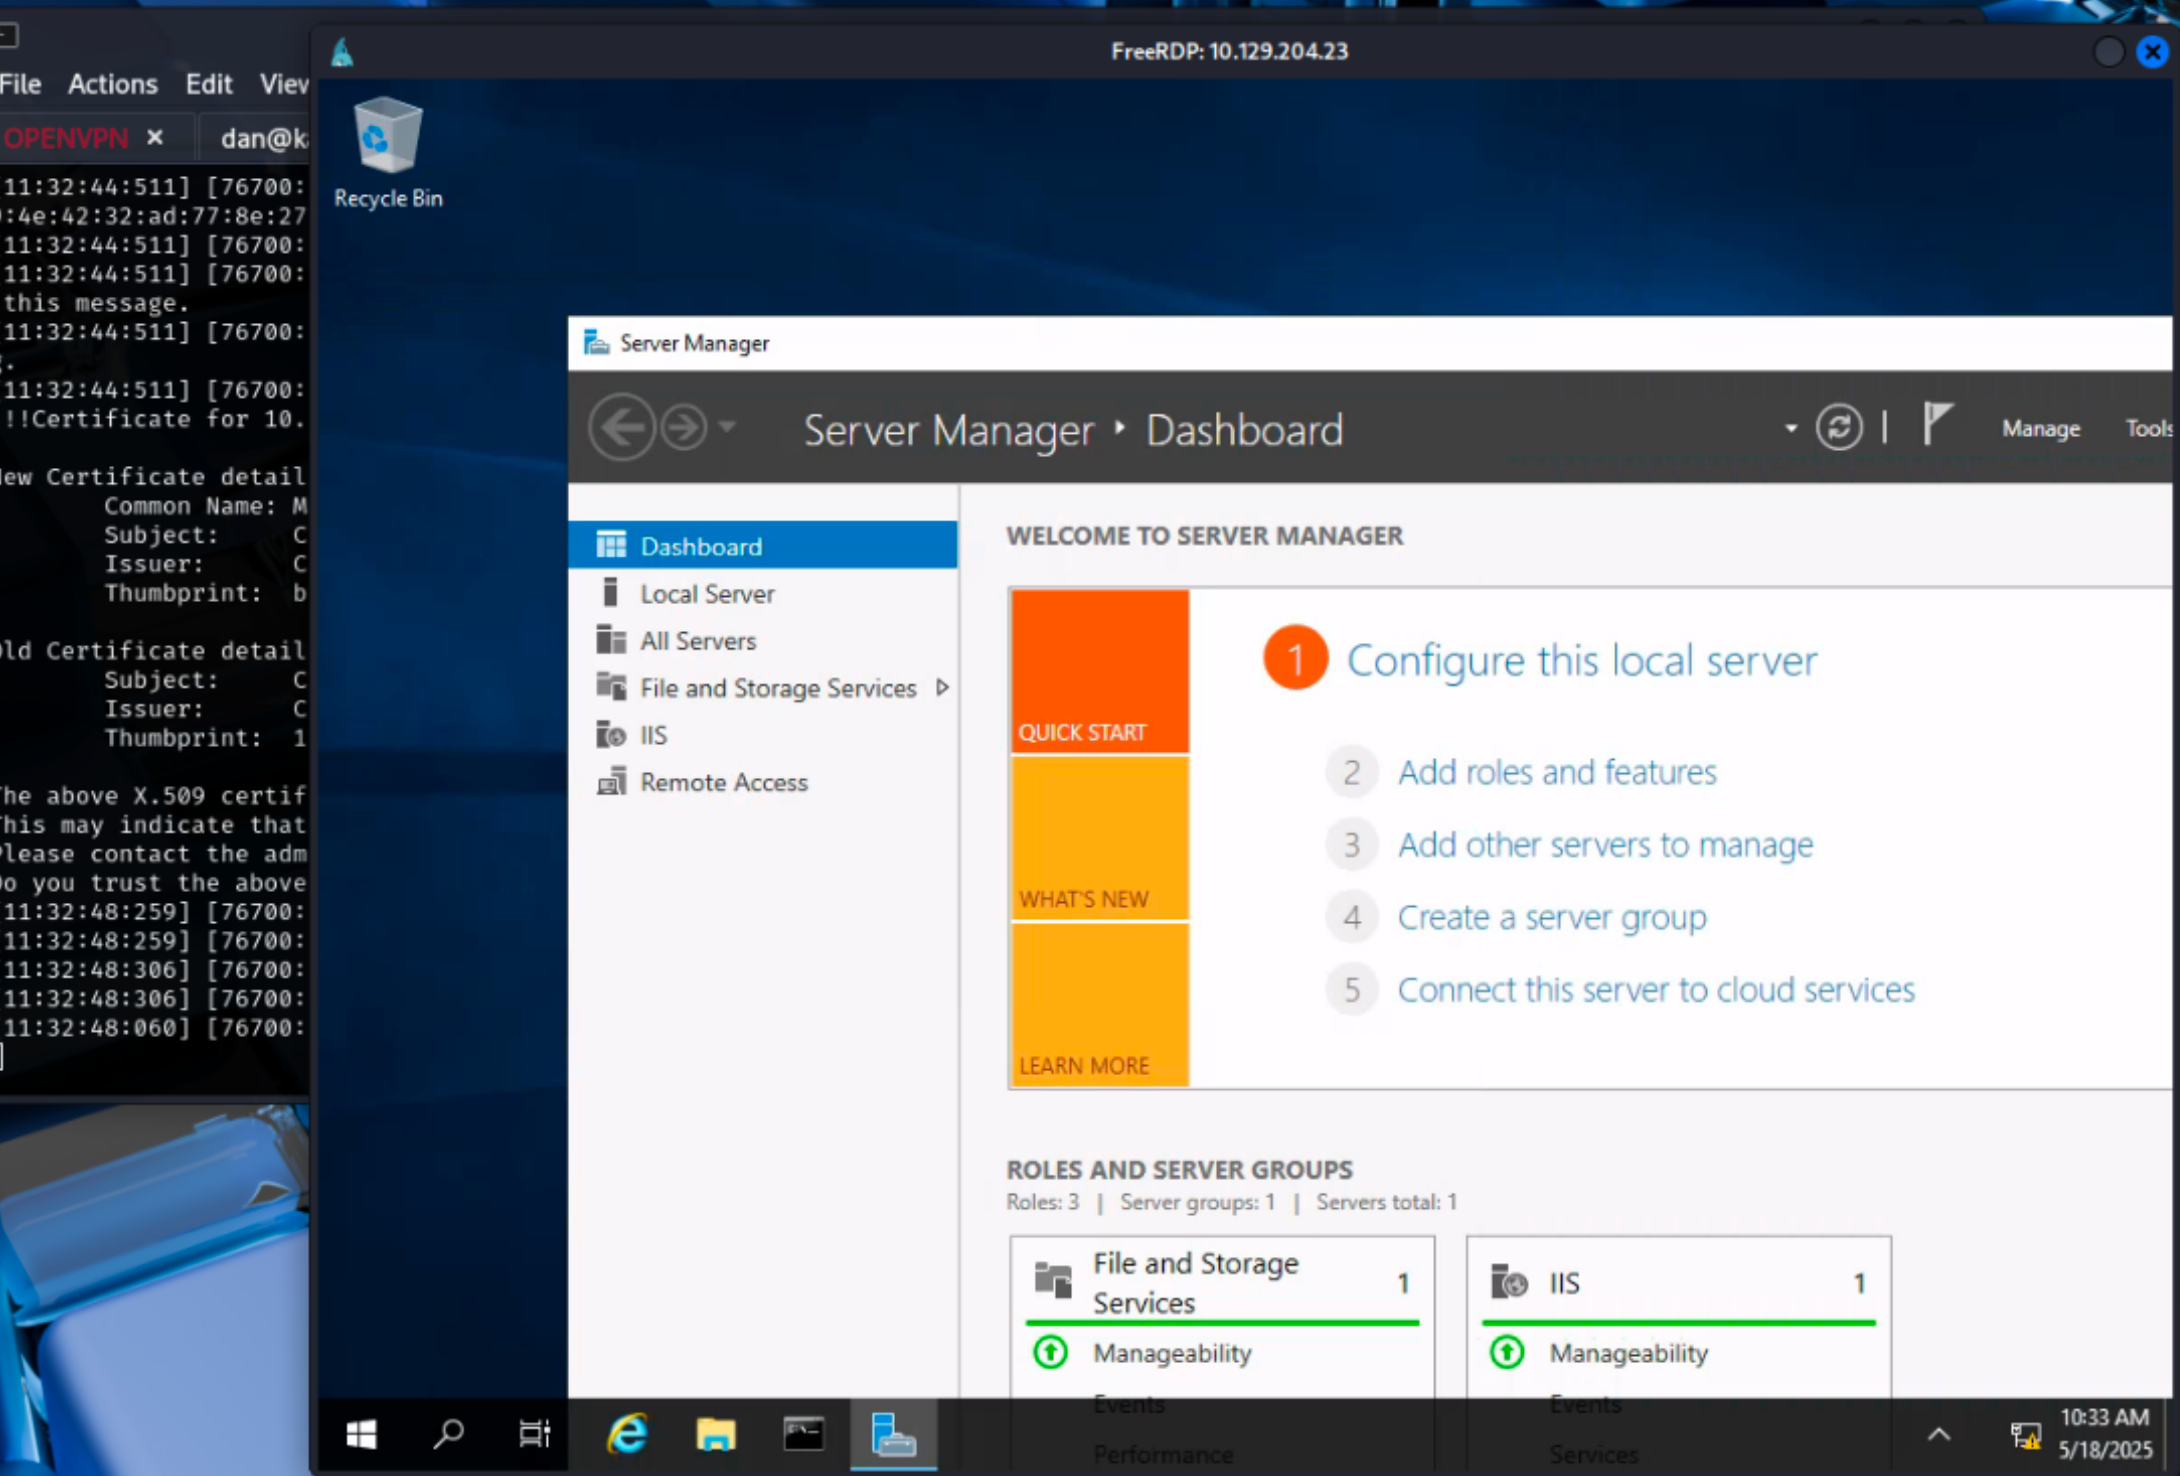 File Actions Edit View
OPENVPN × dan@k
11:32:44:511] [76700:
:4e:42:32:ad:77:8e:27
11:32:44:511] [76700:
11:32:44:511] [76700:
this message.
11:32:44:511] [76700:
11:32:44:511] [76700:
!!Certificate for 10.
New Certificate detail
Common Name: M
Subject: C
Issuer: C
Thumbprint: b
Old Certificate detail
Subject: C
Issuer: C
Thumbprint: 1
The above X.509 certif
This may indicate that
Please contact the adm
Do you trust the above
11:32:48:259] [76700:
11:32:48:259] [76700:
11:32:48:306] [76700:
11:32:48:306] [76700:
11:32:48:060] [76700:
FreeRDP: 10.129.204.23
Recycle Bin
Server Manager
Server Manager • Dashboard
Manage Tools
Dashboard
Local Server
All Servers
File and Storage Services
IIS
Remote Access
WELCOME TO SERVER MANAGER
QUICK START
WHAT'S NEW
LEARN MORE
1 Configure this local server
2 Add roles and features
3 Add other servers to manage
4 Create a server group
5 Connect this server to cloud services
ROLES AND SERVER GROUPS
Roles: 3 | Server groups: 1 | Servers total: 1
File and Storage
Services 1
Manageability
Events
Performance
IIS 1
Manageability
Events
Services
10:33 AM
5/18/2025